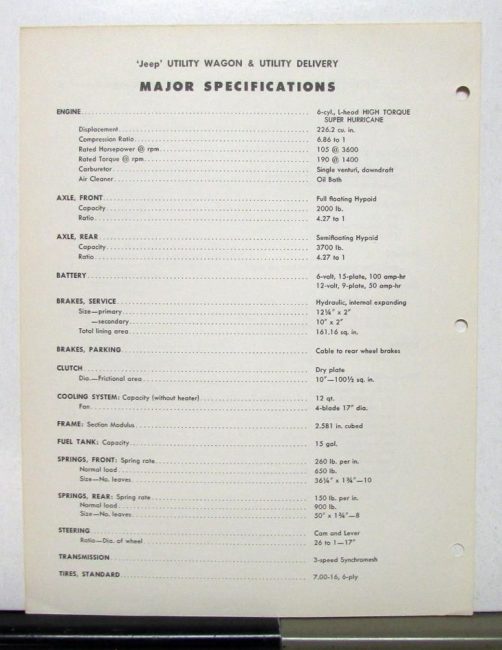 'Jeep' UTILITY WAGON & UTILITY DELIVERY
MAJOR SPECIFICATIONS
ENGINE 6-cyl., L-head HIGH TORQUE
SUPER HURRICANE
Displacement 226.2 cu. in.
Compression Ratio 6.86 to 1
Rated Horsepower @ rpm 105 @ 3600
Rated Torque @ rpm 190 @ 1400
Carburetor Single venturi, downdraft
Air Cleaner Oil Bath
AXLE, FRONT Full floating Hypoid
Capacity 2000 lb.
Ratio 4.27 to 1
AXLE, REAR Semifloating Hypoid
Capacity 3700 lb.
Ratio 4.27 to 1
BATTERY 6-volt, 15-plate, 100 amp-hr
12-volt, 9-plate, 50 amp-hr
BRAKES, SERVICE Hydraulic, internal expanding
Size—primary 12¼" x 2"
—secondary 10" x 2"
Total lining area 161.16 sq. in.
BRAKES, PARKING Cable to rear wheel brakes
CLUTCH Dry plate
Dia.—Frictional area 10"—100½ sq. in.
COOLING SYSTEM: Capacity (without heater) 12 qt.
Fan 4-blade 17" dia.
FRAME: Section Modulus 2.581 in. cubed
FUEL TANK: Capacity 15 gal.
SPRINGS, FRONT: Spring rate 260 lb. per in.
Normal load 650 lb.
Size—No. leaves 36¼" x 1¾"—10
SPRINGS, REAR: Spring rate 150 lb. per in.
Normal load 900 lb.
Size—No. leaves 50" x 1¾"—8
STEERING Cam and Lever
Ratio—Dia. of wheel 26 to 1—17"
TRANSMISSION 3-speed Synchromesh
TIRES, STANDARD 7.00-16, 6-ply